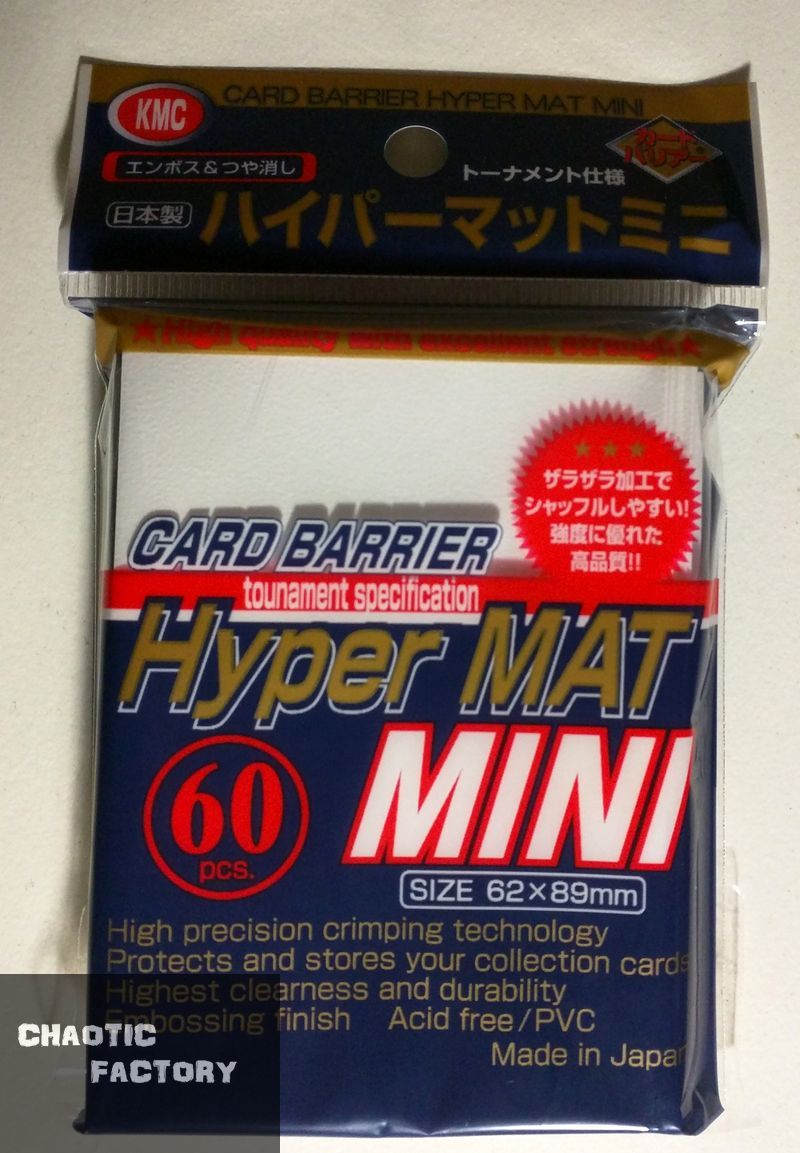 KMC
CARD BARRIER HYPER MAT MINI
カード
バリアー
エンボス&つや消し
トーナメント仕様
日本製
ハイパーマットミニ
★High quality with excellent strength★
ザラザラ加工で
シャッフルしやすい!
強度に優れた
高品質!!
CARD BARRIER
tounament specification
Hyper MAT
MINI
60
pcs.
SIZE 62×89mm
High precision crimping technology
Protects and stores your collection cards
Highest clearness and durability
Embossing finish Acid free/PVC
Made in Japan
CHAOTIC
FACTORY